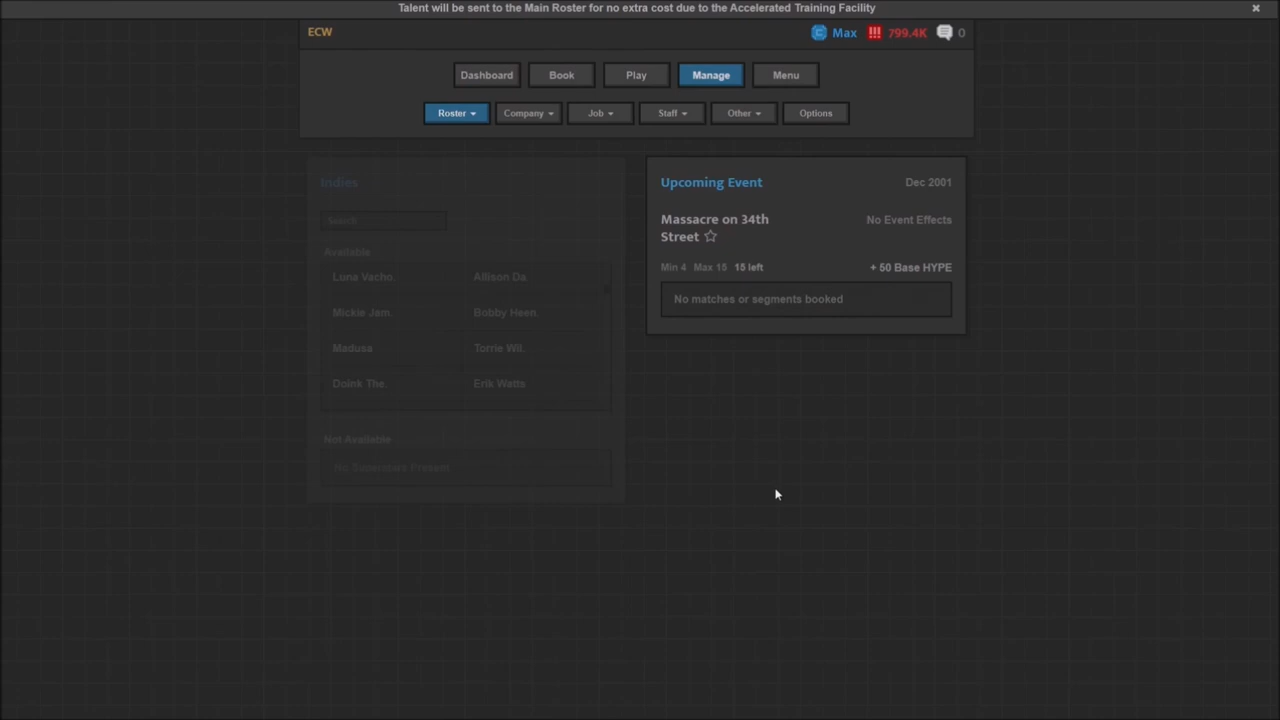 Talent will be sent to the Main Roster for no extra cost due to the Accelerated Training Facility
ECW
Max 799.4K 0
Dashboard Book Play Manage Menu
Roster Company Job Staff Other Options
Indies
Search
Available
Luna Vacho.
Allison Da.
Mickie Jam.
Bobby Heen.
Madusa
Torrie Wil.
Doink The.
Erik Watts
Not Available
No Superstars Present
Upcoming Event
Dec 2001
Massacre on 34th
Street
No Event Effects
Min 4 Max 15 15 left
+ 50 Base HYPE
No matches or segments booked